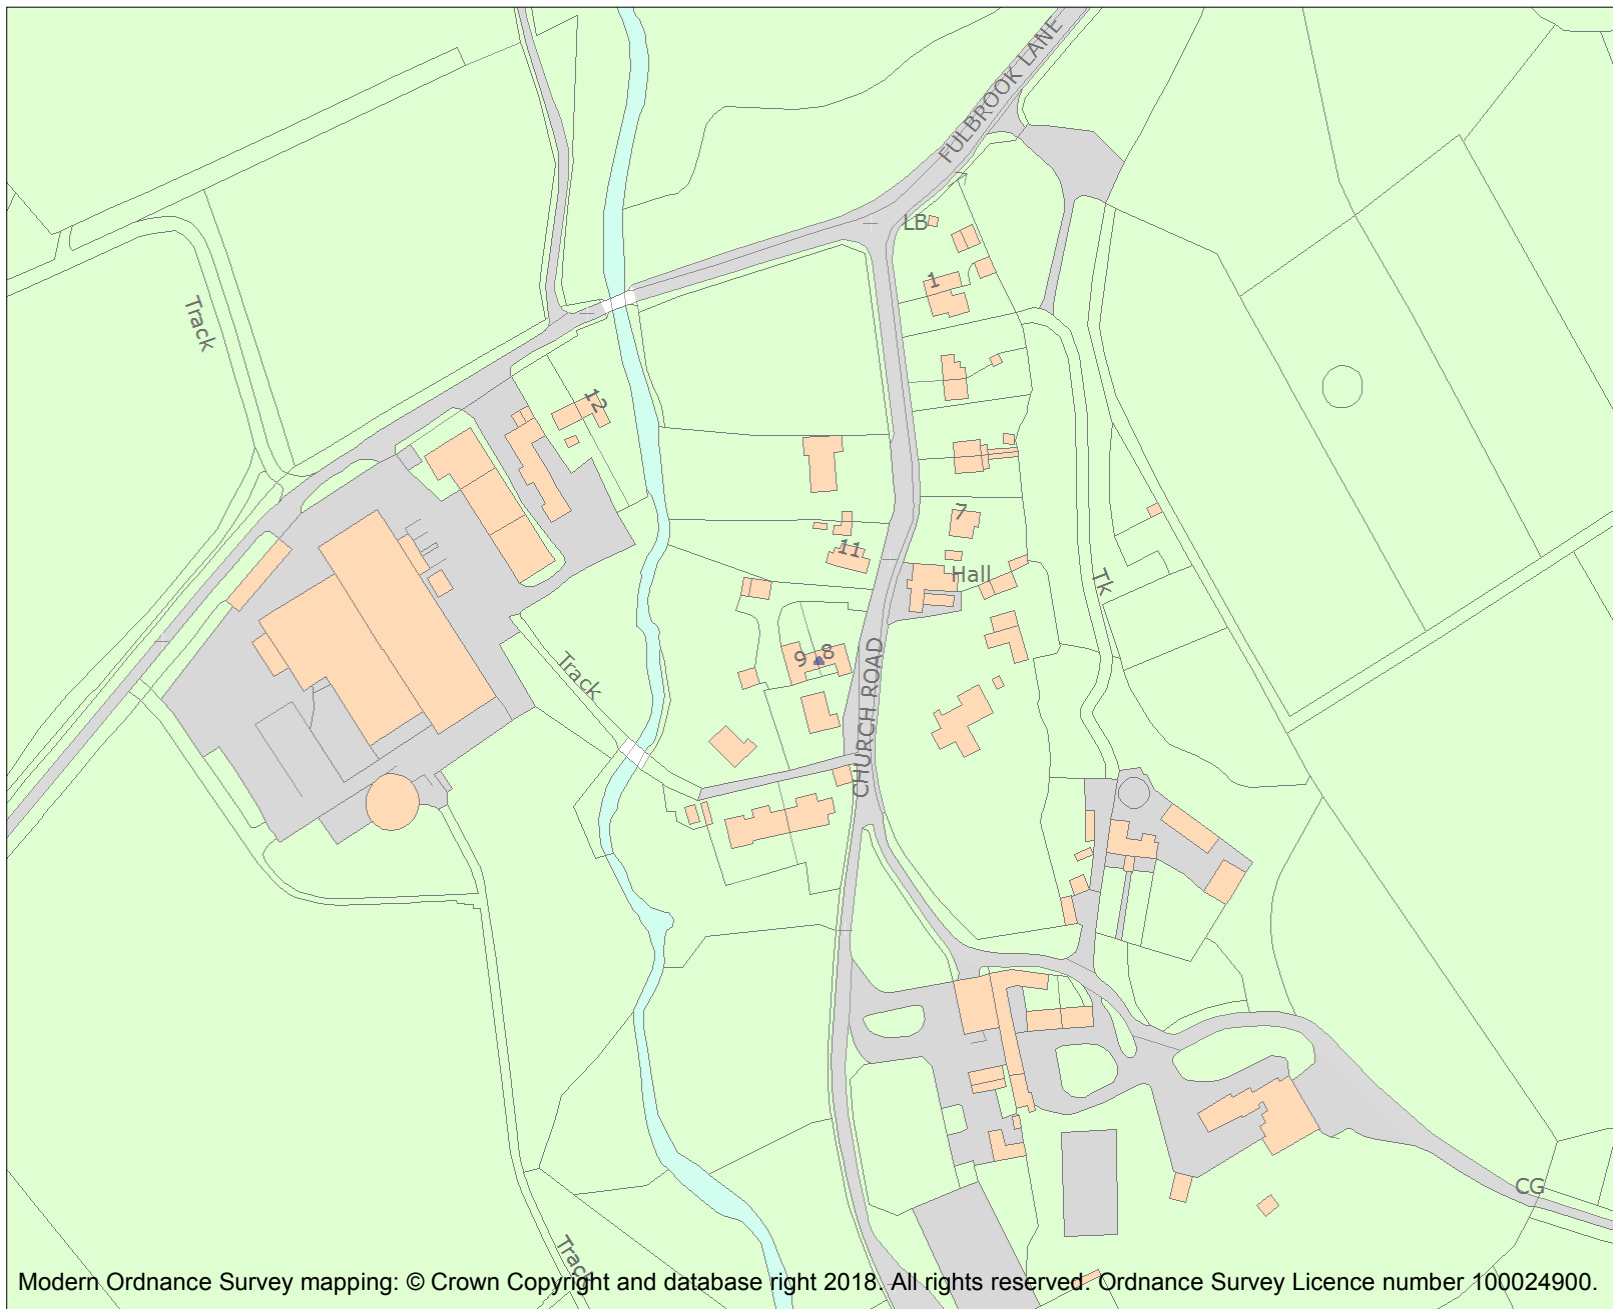 FULBROOK LANE
LB
1
Track
12
7
11
Hall
Tk
CHURCH ROAD
9
8
Track
CG
Track
Modern Ordnance Survey mapping: © Crown Copyright and database right 2018. All rights reserved. Ordnance Survey Licence number 100024900.